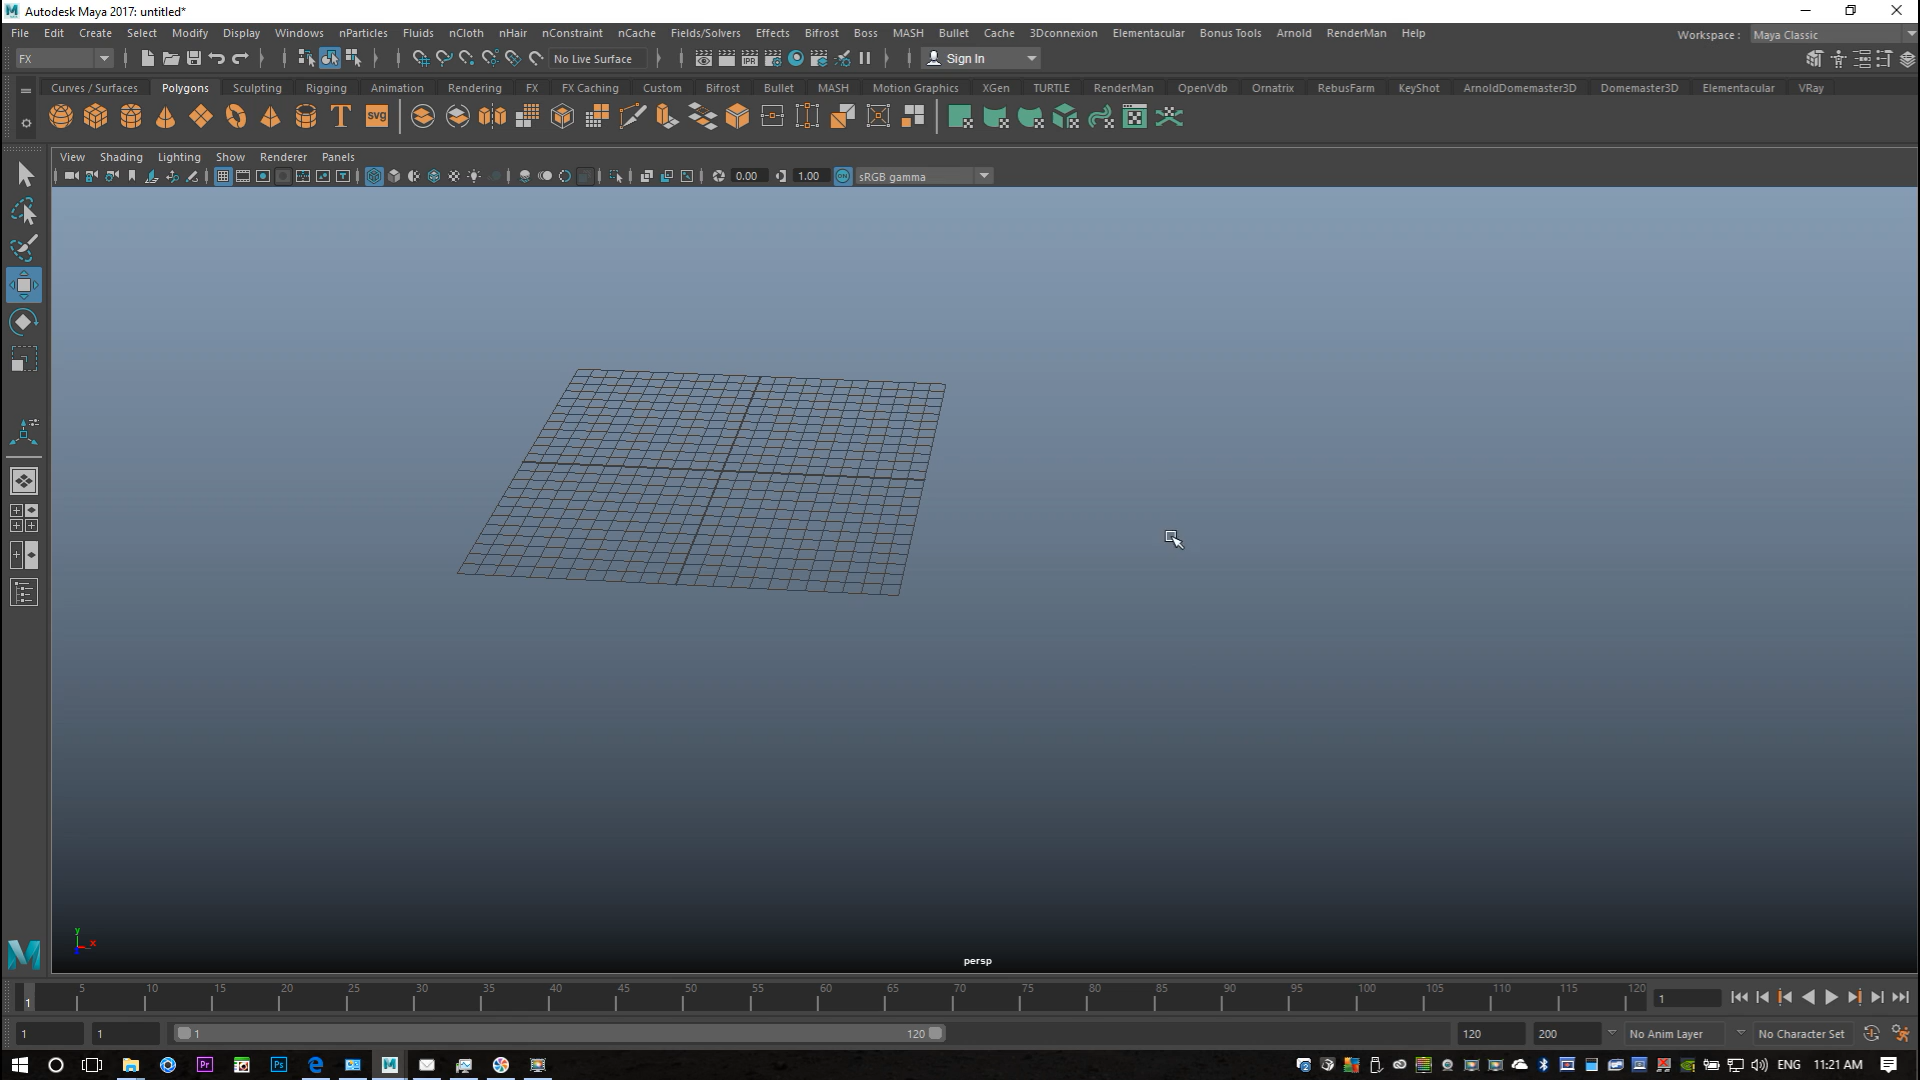 Autodesk Maya 2017: untitled*
File Edit Create Select Modify Display Windows nParticles Fluids nCloth nHair nConstraint nCache Fields/Solvers Effects Bifrost Boss MASH Bullet Cache 3Dconnexion Elementacular Bonus Tools Arnold RenderMan Help Workspace : Maya Classic
FX No Live Surface IPR Sign In
Curves / Surfaces Polygons Sculpting Rigging Animation Rendering FX FX Caching Custom Bifrost Bullet MASH Motion Graphics XGen TURTLE RenderMan OpenVdb Ornatrix RebusFarm KeyShot ArnoldDomemaster3D Domemaster3D Elementacular VRay
T svg
View Shading Lighting Show Renderer Panels
0.00 1.00 ON sRGB gamma
y
x
persp
1 5 10 15 20 25 30 35 40 45 50 55 60 65 70 75 80 85 90 95 100 105 110 115 120 1
1 1 1 120 120 200 No Anim Layer No Character Set
Pr Ps M ENG 11:21 AM